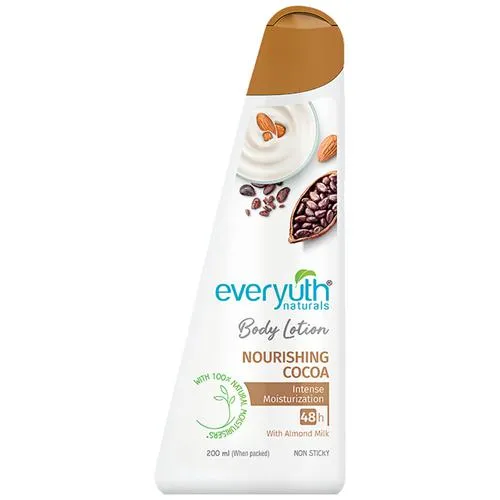 everyuth®
naturals
Body Lotion
NOURISHING
COCOA
Intense
Moisturization
48h
With Almond Milk
WITH 100% NATURAL MOISTURISERS*
200 ml (When packed)
NON STICKY